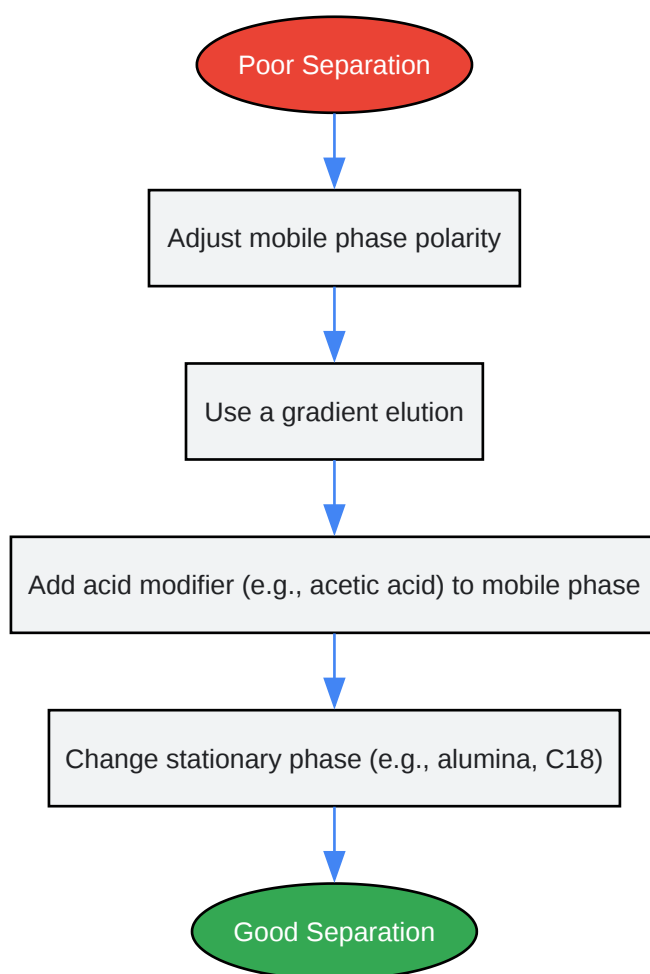 Poor Separation
Adjust mobile phase polarity
Use a gradient elution
Add acid modifier (e.g., acetic acid) to mobile phase
Change stationary phase (e.g., alumina, C18)
Good Separation